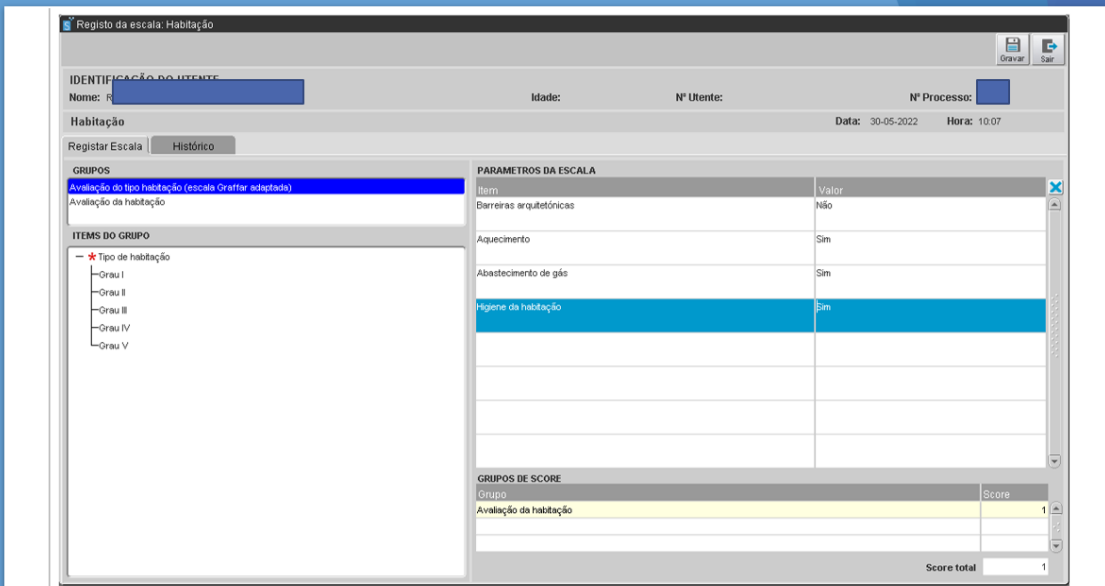 Registo da escala: Habitação
Gravar
Sair
IDENTIFICAÇÃO DO UTENTE
Nome: R
Idade:
Nº Utente:
Nº Processo:
Habitação
Data: 30-05-2022
Hora: 10:07
Registar Escala
Histórico
GRUPOS
Avaliação do tipo habitação (escala Graffar adaptada)
Avaliação da habitação
ITEMS DO GRUPO
* Tipo de habitação
Grau I
Grau II
Grau III
Grau IV
Grau V
PARAMETROS DA ESCALA
Item Valor
Barreiras arquitetónicas Não
Aquecimento Sim
Abastecimento de gás Sim
Higiene da habitação Sim
GRUPOS DE SCORE
Grupo Score
Avaliação da habitação 1
Score total 1